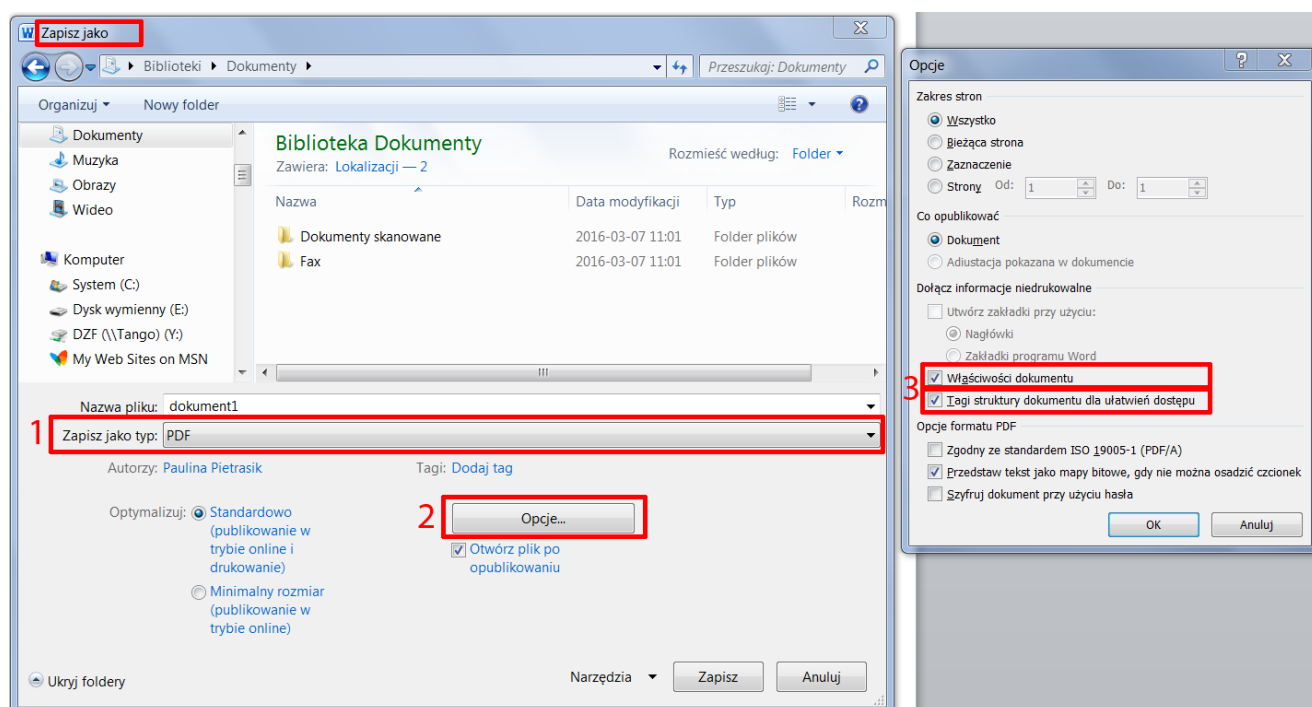 Zapisz jako
Biblioteki Dokumenty
Przeszukaj: Dokumenty
Organizuj Nowy folder
Dokumenty
Muzyka
Obrazy
Wideo
Komputer
System (C:)
Dysk wymienny (E:)
DZF (\\Tango) (Y:)
My Web Sites on MSN
Biblioteka Dokumenty
Zawiera: Lokalizacji — 2
Rozmieść według: Folder
Nazwa Data modyfikacji Typ Rozm
Dokumenty skanowane 2016-03-07 11:01 Folder plików
Fax 2016-03-07 11:01 Folder plików
Nazwa pliku: dokument1
1 Zapisz jako typ: PDF
Autorzy: Paulina Pietrasik Tagi: Dodaj tag
Optymalizuj: Standardowo
(publikowanie w
trybie online i
drukowanie)
Minimalny rozmiar
(publikowanie w
trybie online)
2 Opcje...
Otwórz plik po
opublikowaniu
Ukryj foldery Narzędzia Zapisz Anuluj
Opcje
Zakres stron
Wszystko
Bieżąca strona
Zaznaczenie
Strony Od: 1 Do: 1
Co opublikować
Dokument
Adiustacja pokazana w dokumencie
Dołącz informacje niedrukowalne
Utwórz zakładki przy użyciu:
Nagłówki
Zakładki programu Word
3
Właściwości dokumentu
Tagi struktury dokumentu dla ułatwień dostępu
Opcje formatu PDF
Zgodny ze standardem ISO 19005-1 (PDF/A)
Przedstaw tekst jako mapy bitowe, gdy nie można osadzić czcionek
Szyfruj dokument przy użyciu hasła
OK Anuluj